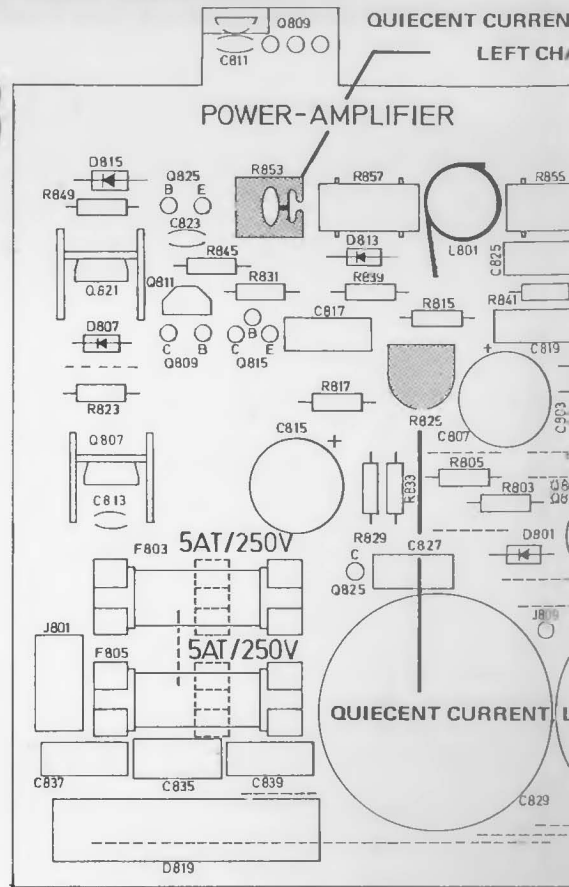 Q809
QUIECENT CURREN
C811
LEFT CHA
POWER-AMPLIFIER
D815
Q825
R853
R857
R855
R849
B E
C823
D813
L801
C825
R845
Q811
R831
R839
Q821
R815
R841
C817
D807
C B
C B E
C819
Q809
Q815
R823
R817
R825
C803
Q807
C815
C807
R805
R833
R803
C813
5AT/250V
R829
C827
D801
F803
C
Q825
J801
J809
F805
5AT/250V
QUIECENT CURRENT L
C837
C835
C839
C829
D819